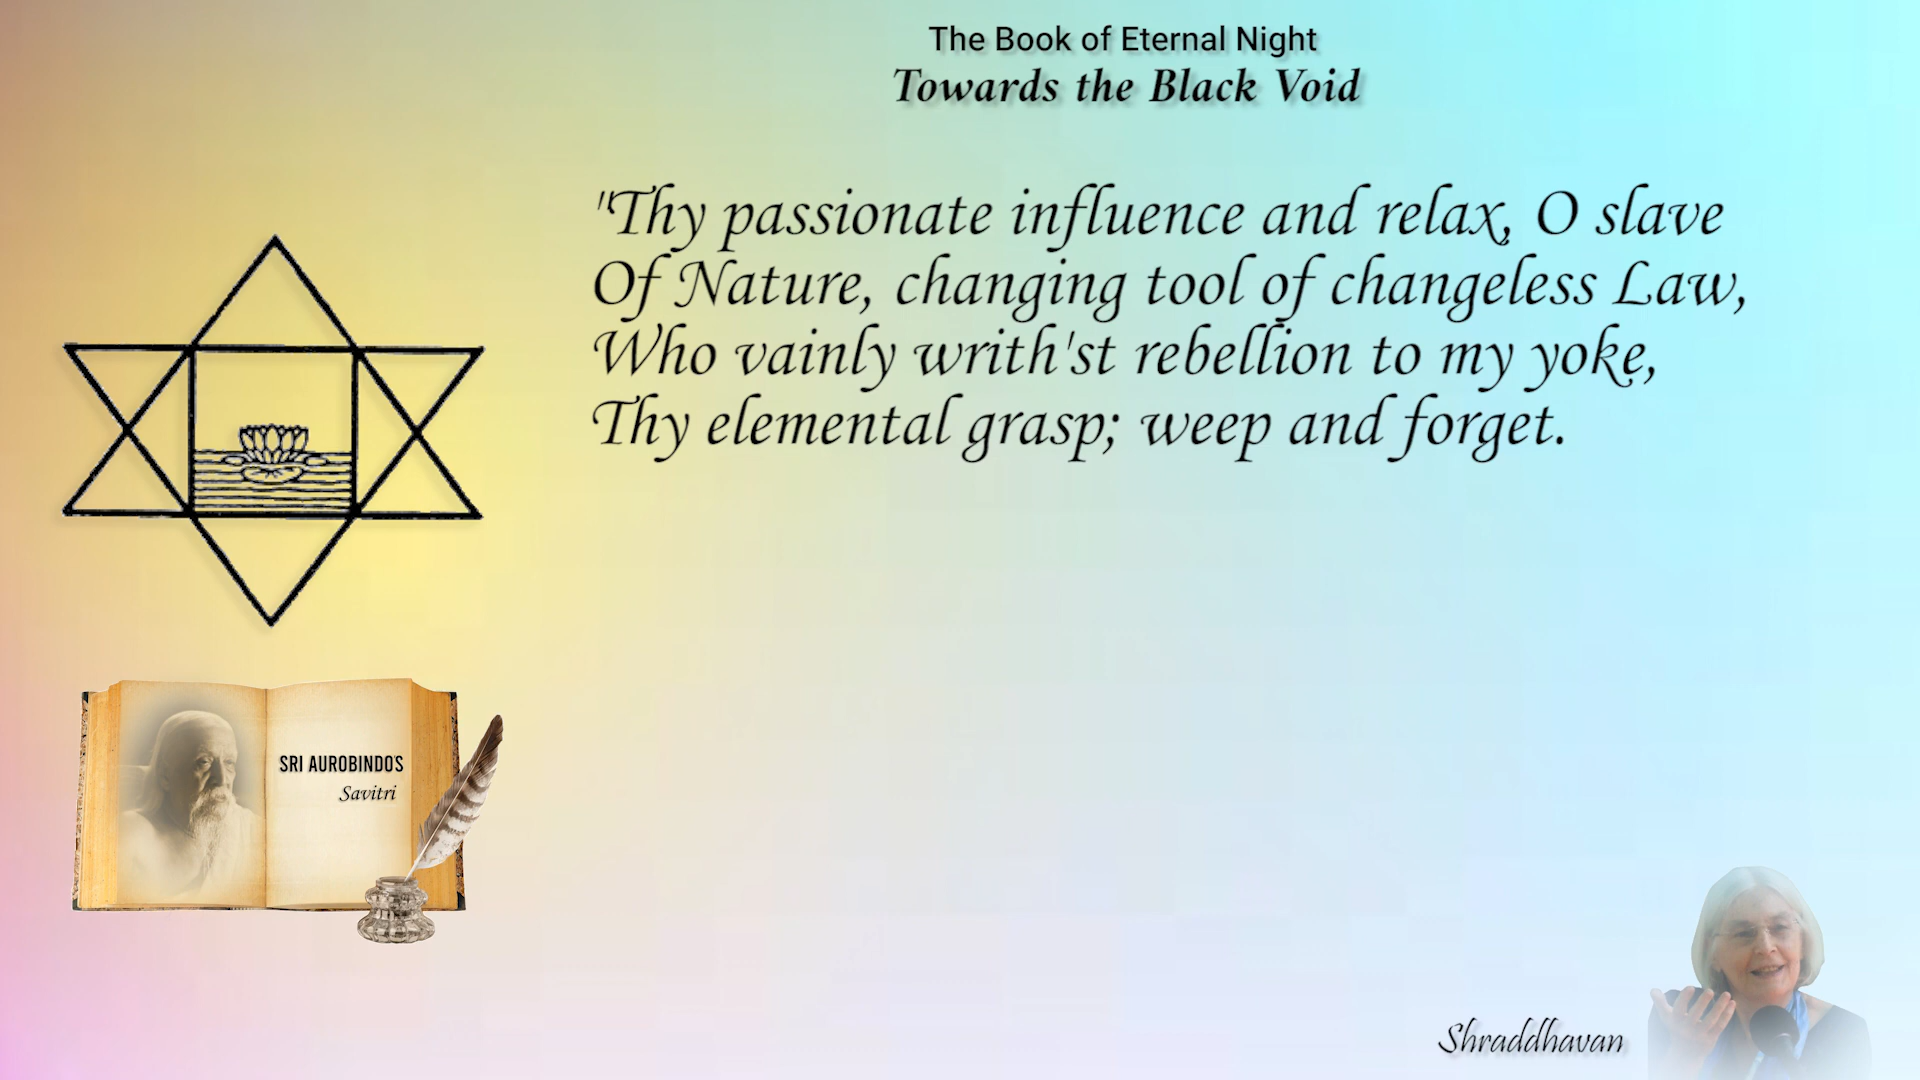 The Book of Eternal Night
Towards the Black Void
"Thy passionate influence and relax, O slave
Of Nature, changing tool of changeless Law,
Who vainly writh'st rebellion to my yoke,
Thy elemental grasp; weep and forget.
SRI AUROBINDO'S
Savitri
Shraddhavan